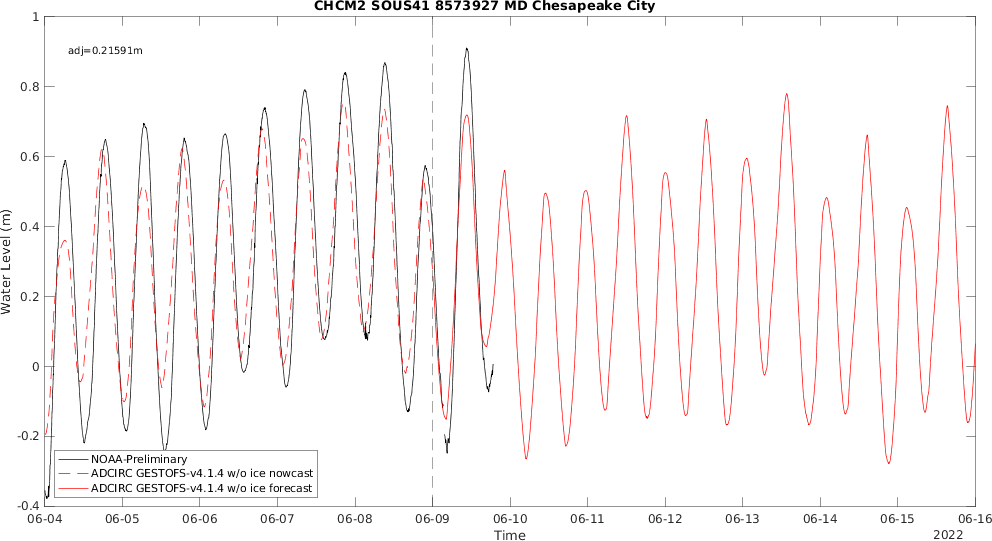 CHCM2 SOUS41 8573927 MD Chesapeake City
adj=0.21591m
Water Level (m)
1
0.8
0.6
0.4
0.2
0
-0.2
-0.4
NOAA-Preliminary
ADCIRC GESTOFS-v4.1.4 w/o ice nowcast
ADCIRC GESTOFS-v4.1.4 w/o ice forecast
06-04 06-05 06-06 06-07 06-08 06-09 06-10 06-11 06-12 06-13 06-14 06-15 06-16
Time
2022